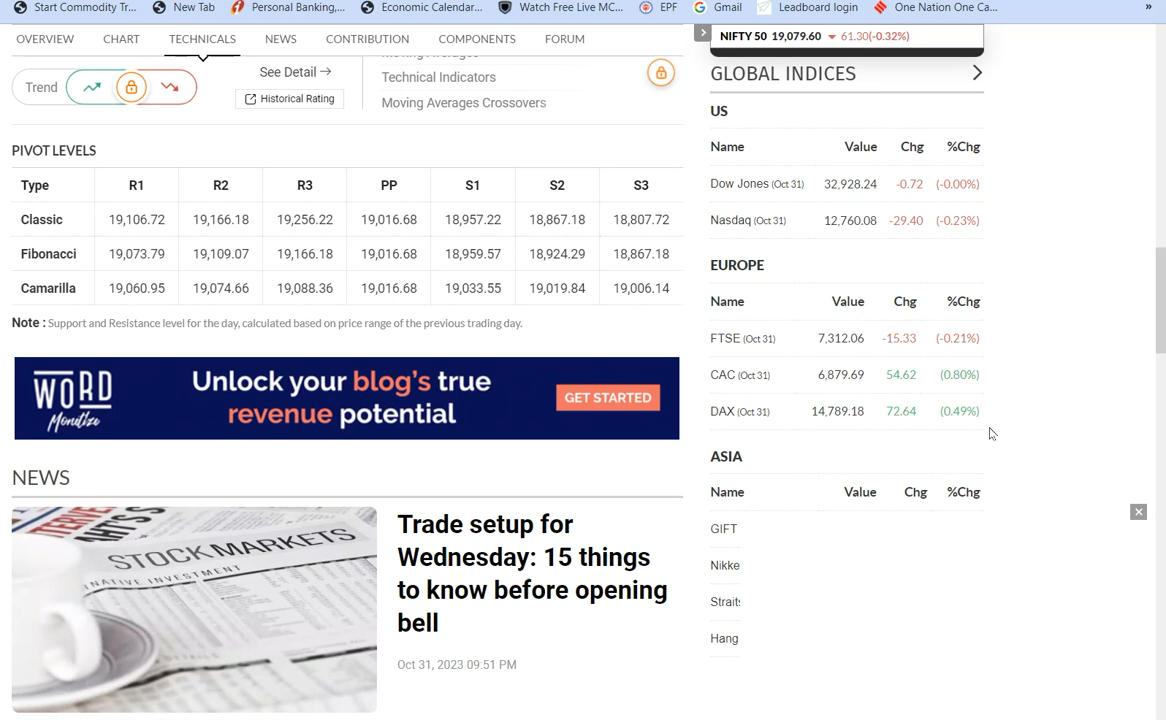 Start Commodity Tr...
New Tab
Personal Banking,...
Economic Calendar...
Watch Free Live MC...
EPF
Gmail
Leadboard login
One Nation One Ca...
»
OVERVIEW CHART TECHNICALS NEWS CONTRIBUTION COMPONENTS FORUM
Trend
See Detail →
Historical Rating
Moving Averages
Technical Indicators
Moving Averages Crossovers
PIVOT LEVELS
Type R1 R2 R3 PP S1 S2 S3
Classic 19,106.72 19,166.18 19,256.22 19,016.68 18,957.22 18,867.18 18,807.72
Fibonacci 19,073.79 19,109.07 19,166.18 19,016.68 18,959.57 18,924.29 18,867.18
Camarilla 19,060.95 19,074.66 19,088.36 19,016.68 19,033.55 19,019.84 19,006.14
Note : Support and Resistance level for the day, calculated based on price range of the previous trading day.
WORD
Monetize
Unlock your blog's true
revenue potential
GET STARTED
NEWS
STOCK MARKETS
NATIVE INVESTMENT
Trade setup for
Wednesday: 15 things
to know before opening
bell
Oct 31, 2023 09:51 PM
NIFTY 50 19,079.60 61.30(-0.32%)
GLOBAL INDICES
US
Name Value Chg %Chg
Dow Jones (Oct 31) 32,928.24 -0.72 (-0.00%)
Nasdaq (Oct 31) 12,760.08 -29.40 (-0.23%)
EUROPE
Name Value Chg %Chg
FTSE (Oct 31) 7,312.06 -15.33 (-0.21%)
CAC (Oct 31) 6,879.69 54.62 (0.80%)
DAX (Oct 31) 14,789.18 72.64 (0.49%)
ASIA
Name Value Chg %Chg
GIFT
Nikke
Straits
Hang